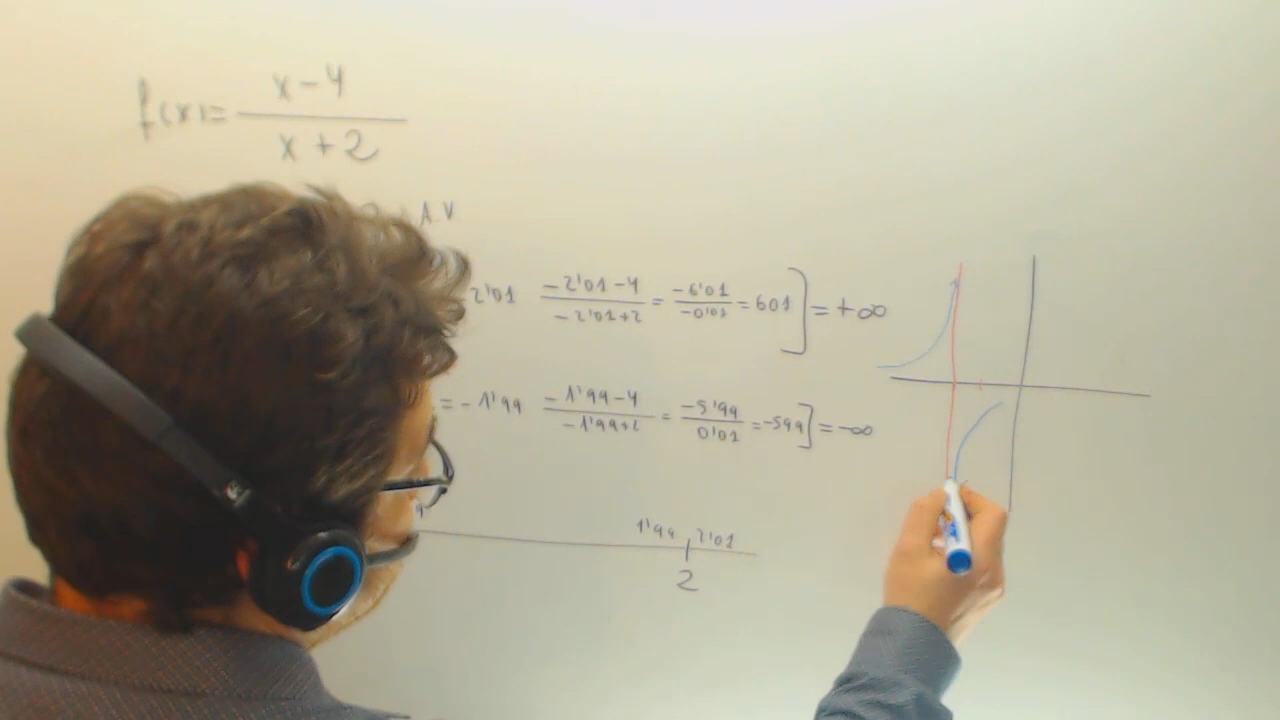 f(x) = x-4 / x+2
A.V
2'01 -2'01-4 / -2'01+2 = -6'01 / -0'01 = 601 ] = +∞
= -1'99 -1'99-4 / -1'99+2 = -5'99 / 0'01 = -599 ] = -∞
1'99 2'01
2